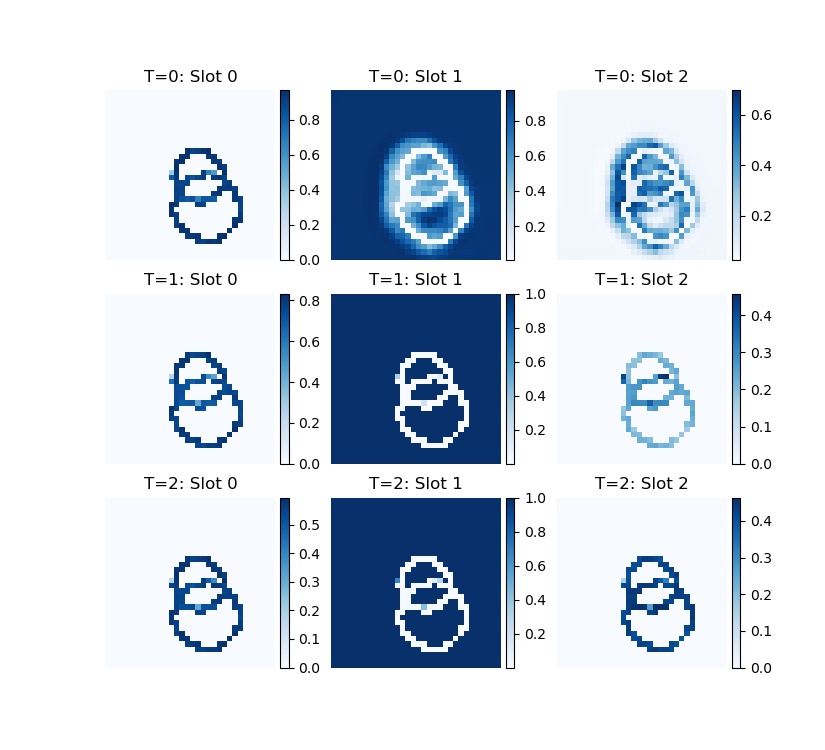 T=0: Slot 0 T=0: Slot 1 T=0: Slot 2
0.8 0.8 0.6
0.6 0.6
0.4 0.4 0.4
0.2 0.2 0.2
0.0
T=1: Slot 0 T=1: Slot 1 T=1: Slot 2
0.8 1.0 0.4
0.6 0.8 0.3
0.4 0.6 0.2
0.2 0.4 0.1
0.0 0.2 0.0
T=2: Slot 0 T=2: Slot 1 T=2: Slot 2
0.5 1.0 0.4
0.4 0.8 0.3
0.3 0.6 0.2
0.2 0.4 0.1
0.1 0.2 0.0
0.0